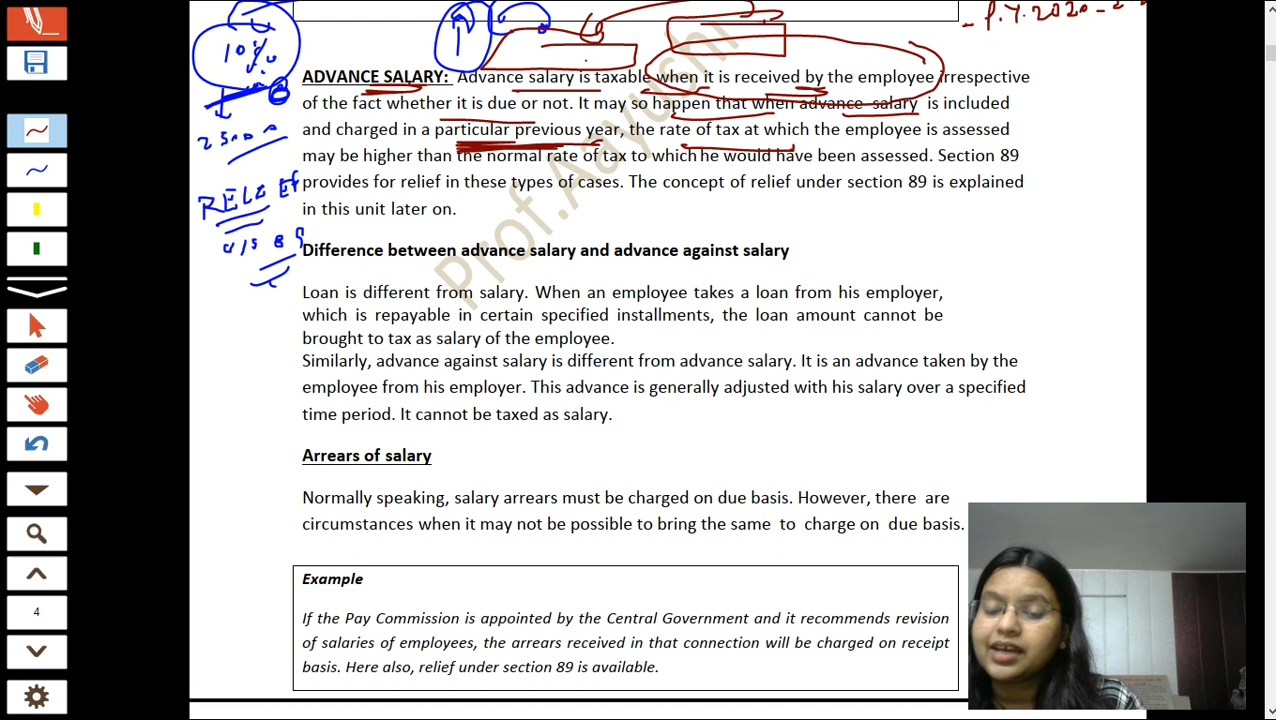 - P.Y. 2020 -
10%
ADVANCE SALARY: Advance salary is taxable when it is received by the employee irrespective
of the fact whether it is due or not. It may so happen that when advance salary is included
and charged in a particular previous year, the rate of tax at which the employee is assessed
may be higher than the normal rate of tax to which he would have been assessed. Section 89
provides for relief in these types of cases. The concept of relief under section 89 is explained
in this unit later on.
RELIEF
u/s 89
Difference between advance salary and advance against salary
Loan is different from salary. When an employee takes a loan from his employer,
which is repayable in certain specified installments, the loan amount cannot be
brought to tax as salary of the employee.
Similarly, advance against salary is different from advance salary. It is an advance taken by the
employee from his employer. This advance is generally adjusted with his salary over a specified
time period. It cannot be taxed as salary.
Arrears of salary
Normally speaking, salary arrears must be charged on due basis. However, there are
circumstances when it may not be possible to bring the same to charge on due basis.
Example
If the Pay Commission is appointed by the Central Government and it recommends revision
of salaries of employees, the arrears received in that connection will be charged on receipt
basis. Here also, relief under section 89 is available.
Prof.Aayushi
4